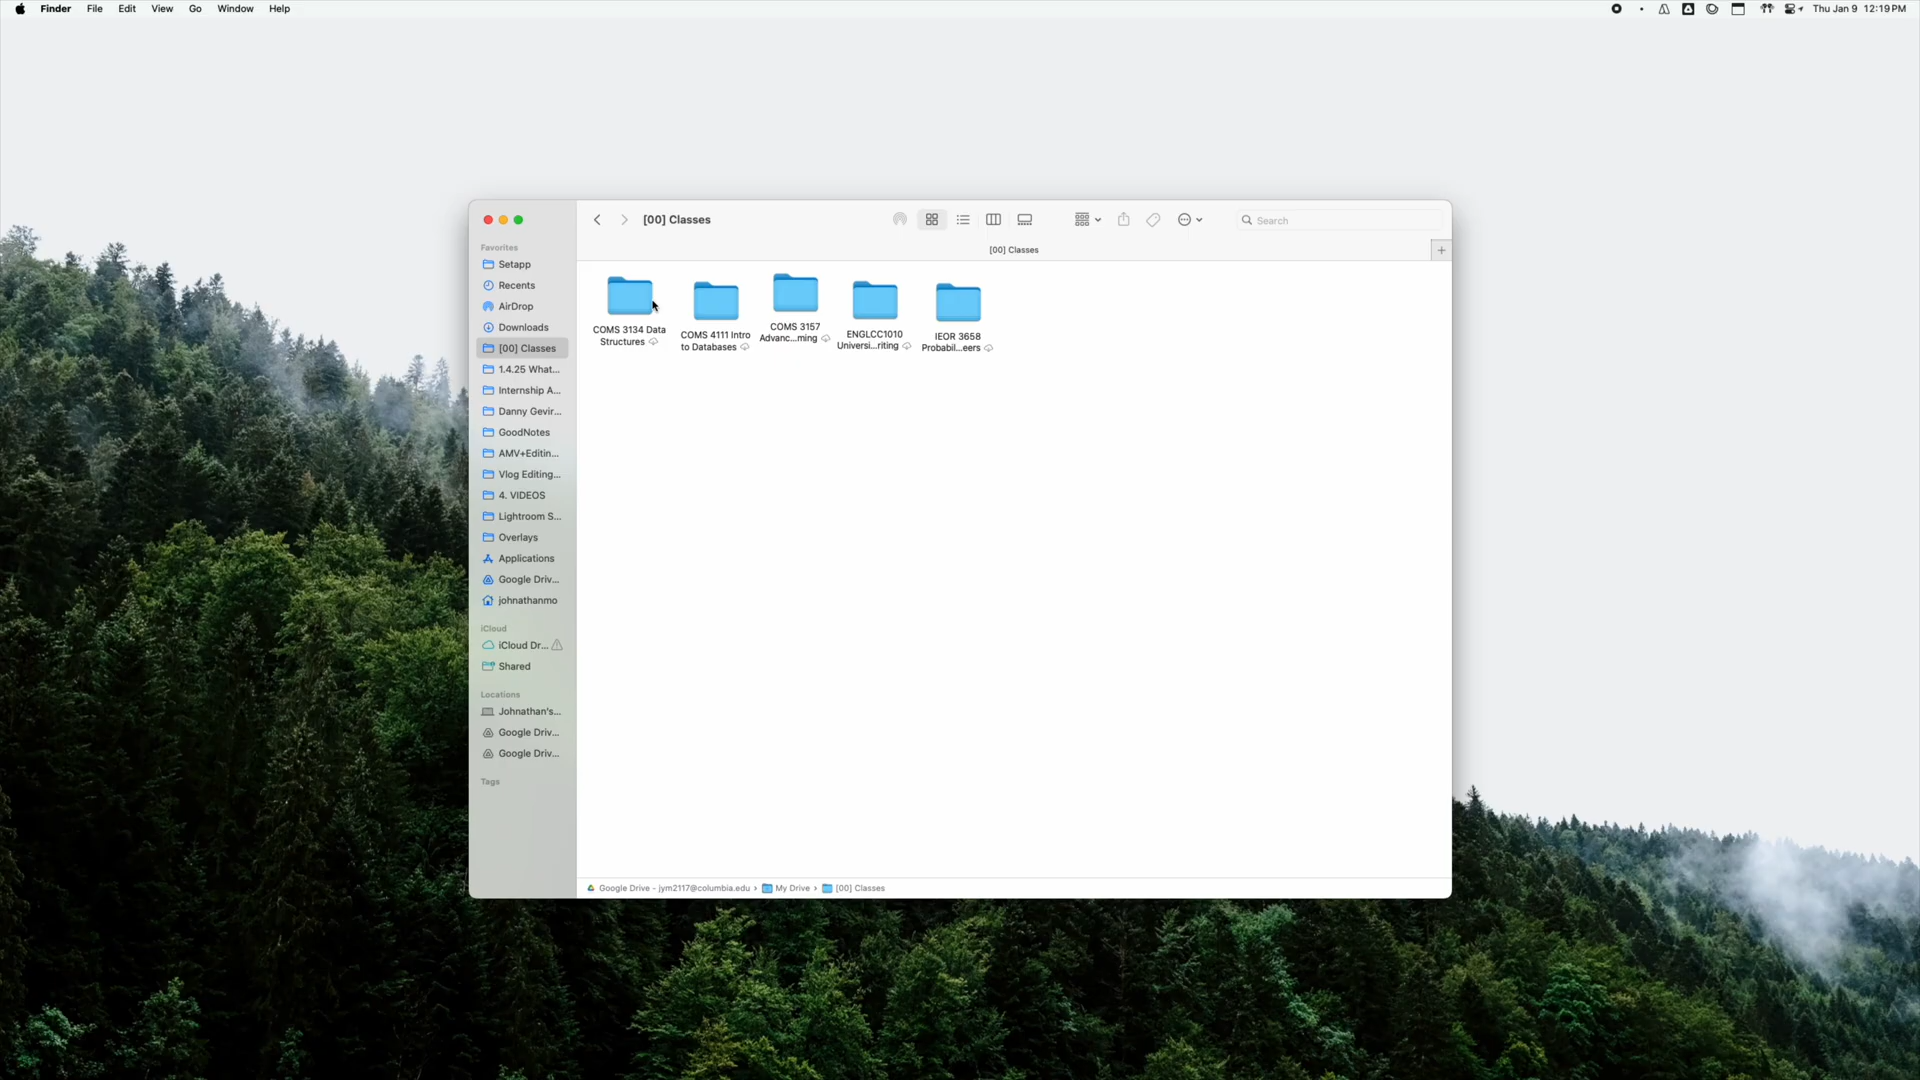 Finder File Edit View Go Window Help
Thu Jan 9 12:19 PM
[00] Classes
Search
[00] Classes
Favorites
Setapp
Recents
AirDrop
Downloads
[00] Classes
1.4.25 What...
Internship A...
Danny Gevir...
GoodNotes
AMV+Editin...
Vlog Editing...
4. VIDEOS
Lightroom S...
Overlays
Applications
Google Driv...
johnathanmo
iCloud
iCloud Dr...
Shared
Locations
Johnathan's...
Google Driv...
Google Driv...
Tags
COMS 3134 Data
Structures
COMS 4111 Intro
to Databases
COMS 3157
Advanc...ming
ENGLCC1010
Universi...riting
IEOR 3658
Probabil...eers
Google Drive - jym2117@columbia.edu › My Drive › [00] Classes